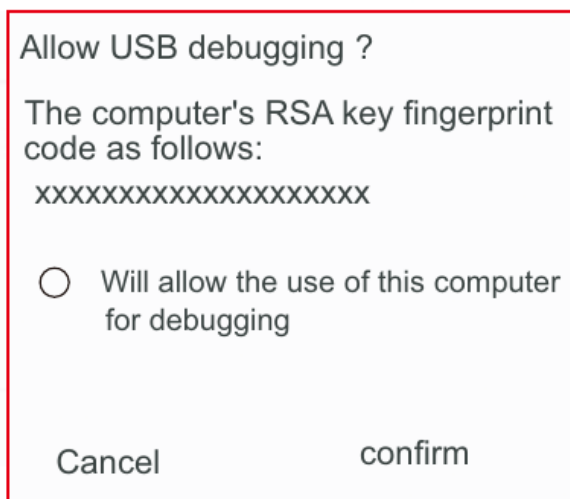 Allow USB debugging ?
The computer's RSA key fingerprint
code as follows:
xxxxxxxxxxxxxxxxxxxx
Will allow the use of this computer
for debugging
Cancel
confirm